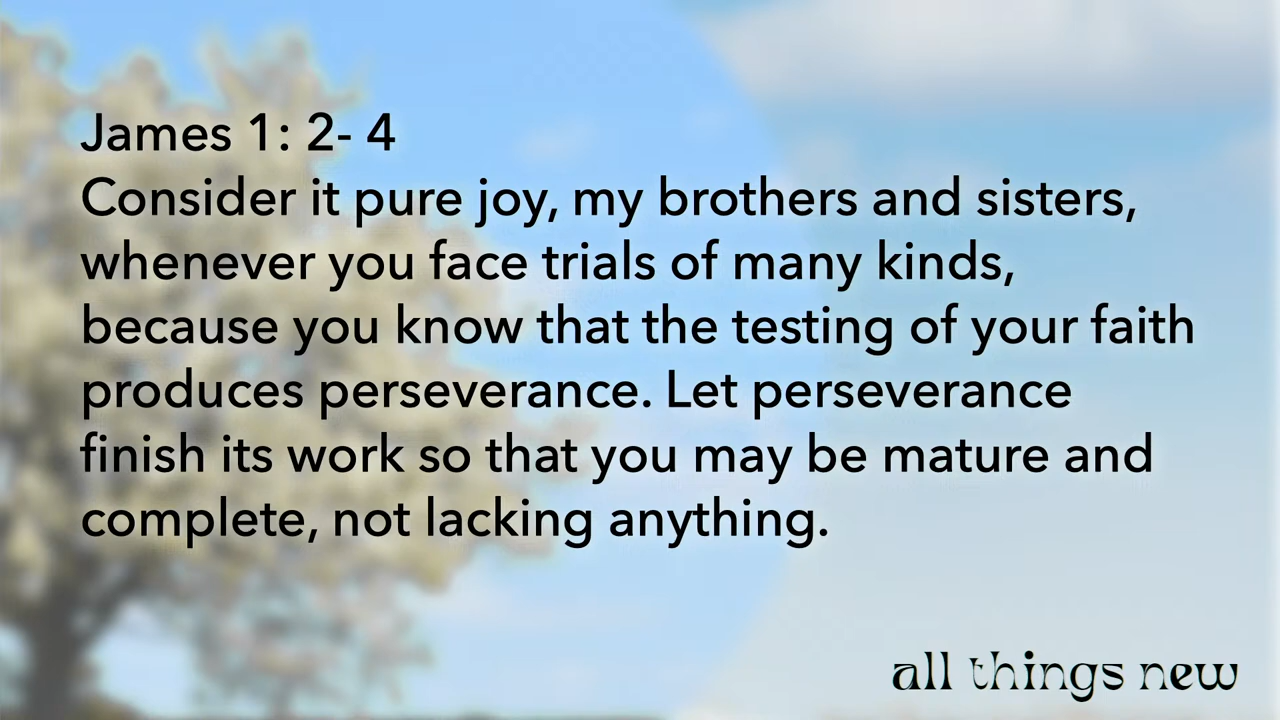 James 1: 2- 4
Consider it pure joy, my brothers and sisters,
whenever you face trials of many kinds,
because you know that the testing of your faith
produces perseverance. Let perseverance
finish its work so that you may be mature and
complete, not lacking anything.
all things new